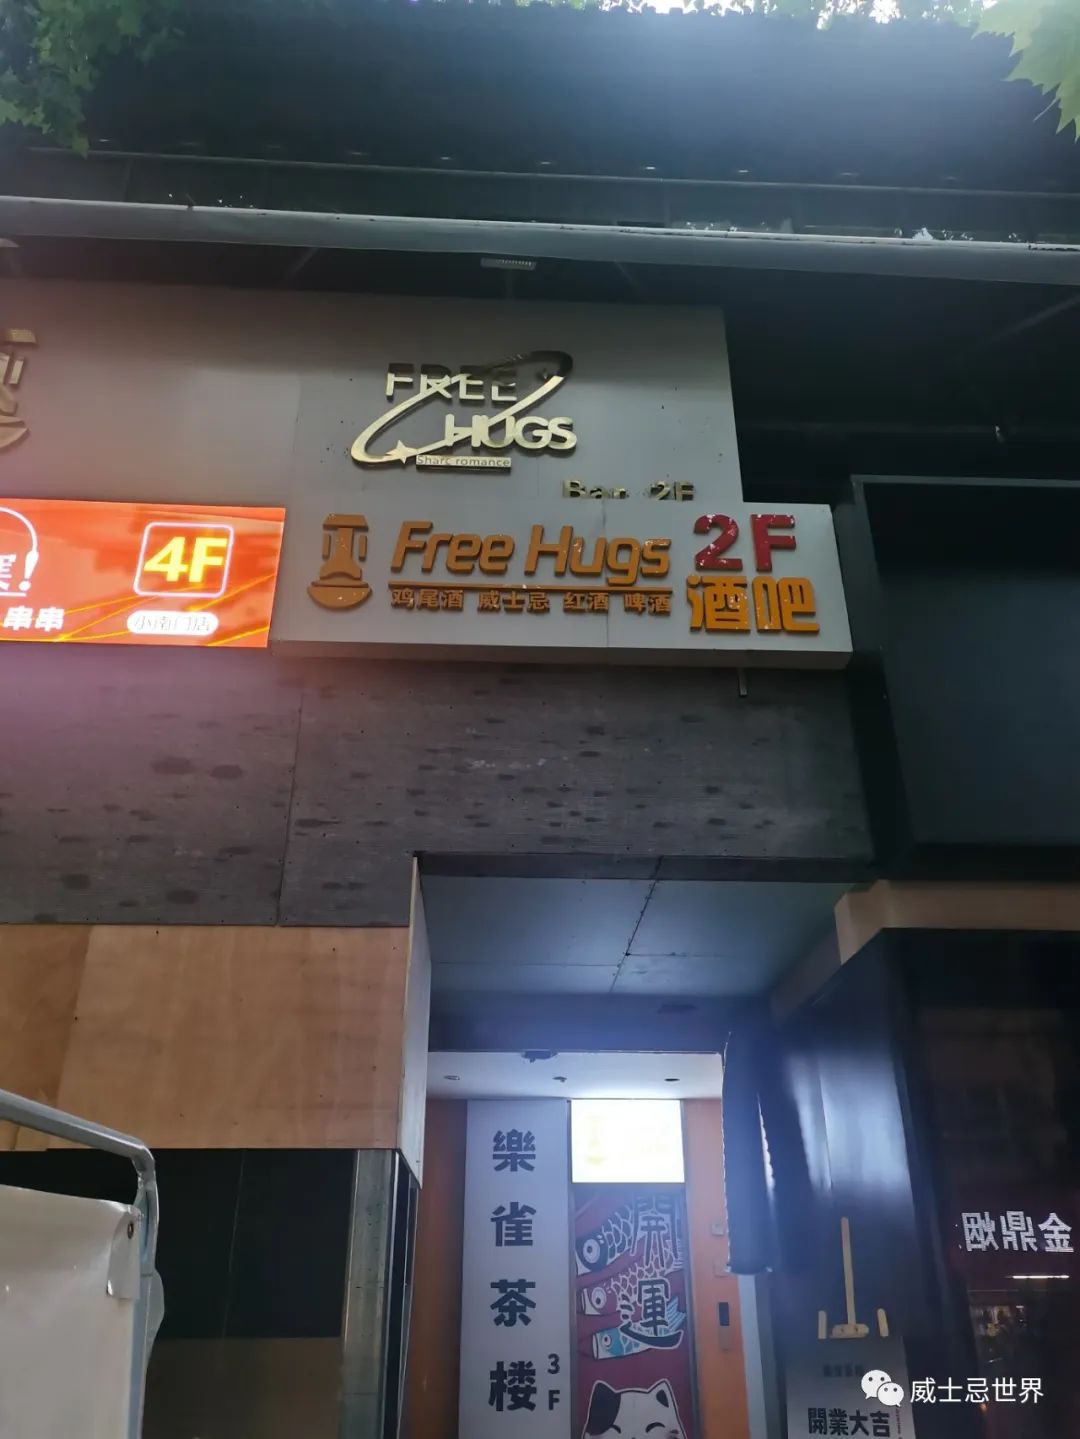 FREE
HUGS
Share romance
Bar 2F
Free Hugs 2F
鸡尾酒 威士忌 红酒 啤酒 酒吧
4F
串串
小南门店
樂雀茶楼
3F
開運
金鼎烟
開業大吉
威士忌世界